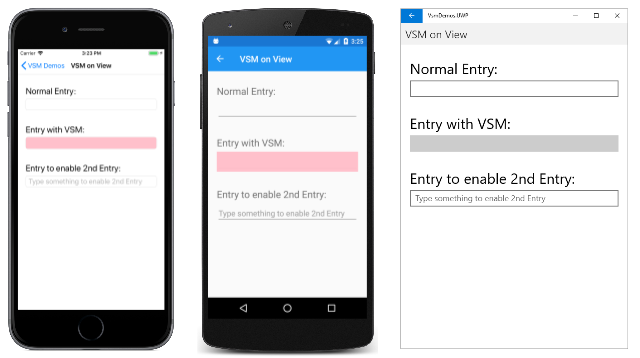 Carrier 3:23 PM
VSM Demos VSM on View
Normal Entry:
Entry with VSM:
Entry to enable 2nd Entry:
Type something to enable 2nd Entry
3:25
VSM on View
Normal Entry:
Entry with VSM:
Entry to enable 2nd Entry:
Type something to enable 2nd Entry
VsmDemos.UWP
VSM on View
Normal Entry:
Entry with VSM:
Entry to enable 2nd Entry:
Type something to enable 2nd Entry